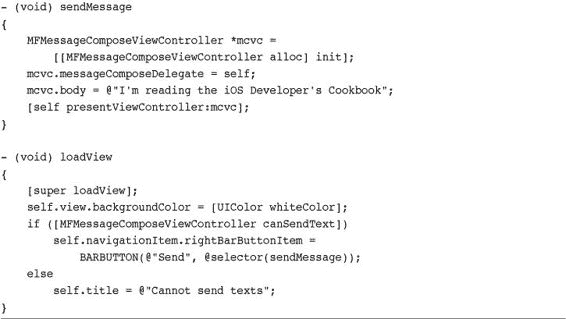 - (void) sendMessage
{
    MFMessageComposeViewController *mcvc =
        [[MFMessageComposeViewController alloc] init];
    mcvc.messageComposeDelegate = self;
    mcvc.body = @"I'm reading the iOS Developer's Cookbook";
    [self presentViewController:mcvc];
}

- (void) loadView
{
    [super loadView];
    self.view.backgroundColor = [UIColor whiteColor];
    if ([MFMessageComposeViewController canSendText])
        self.navigationItem.rightBarButtonItem =
            BARBUTTON(@"Send", @selector(sendMessage));
    else
        self.title = @"Cannot send texts";
}